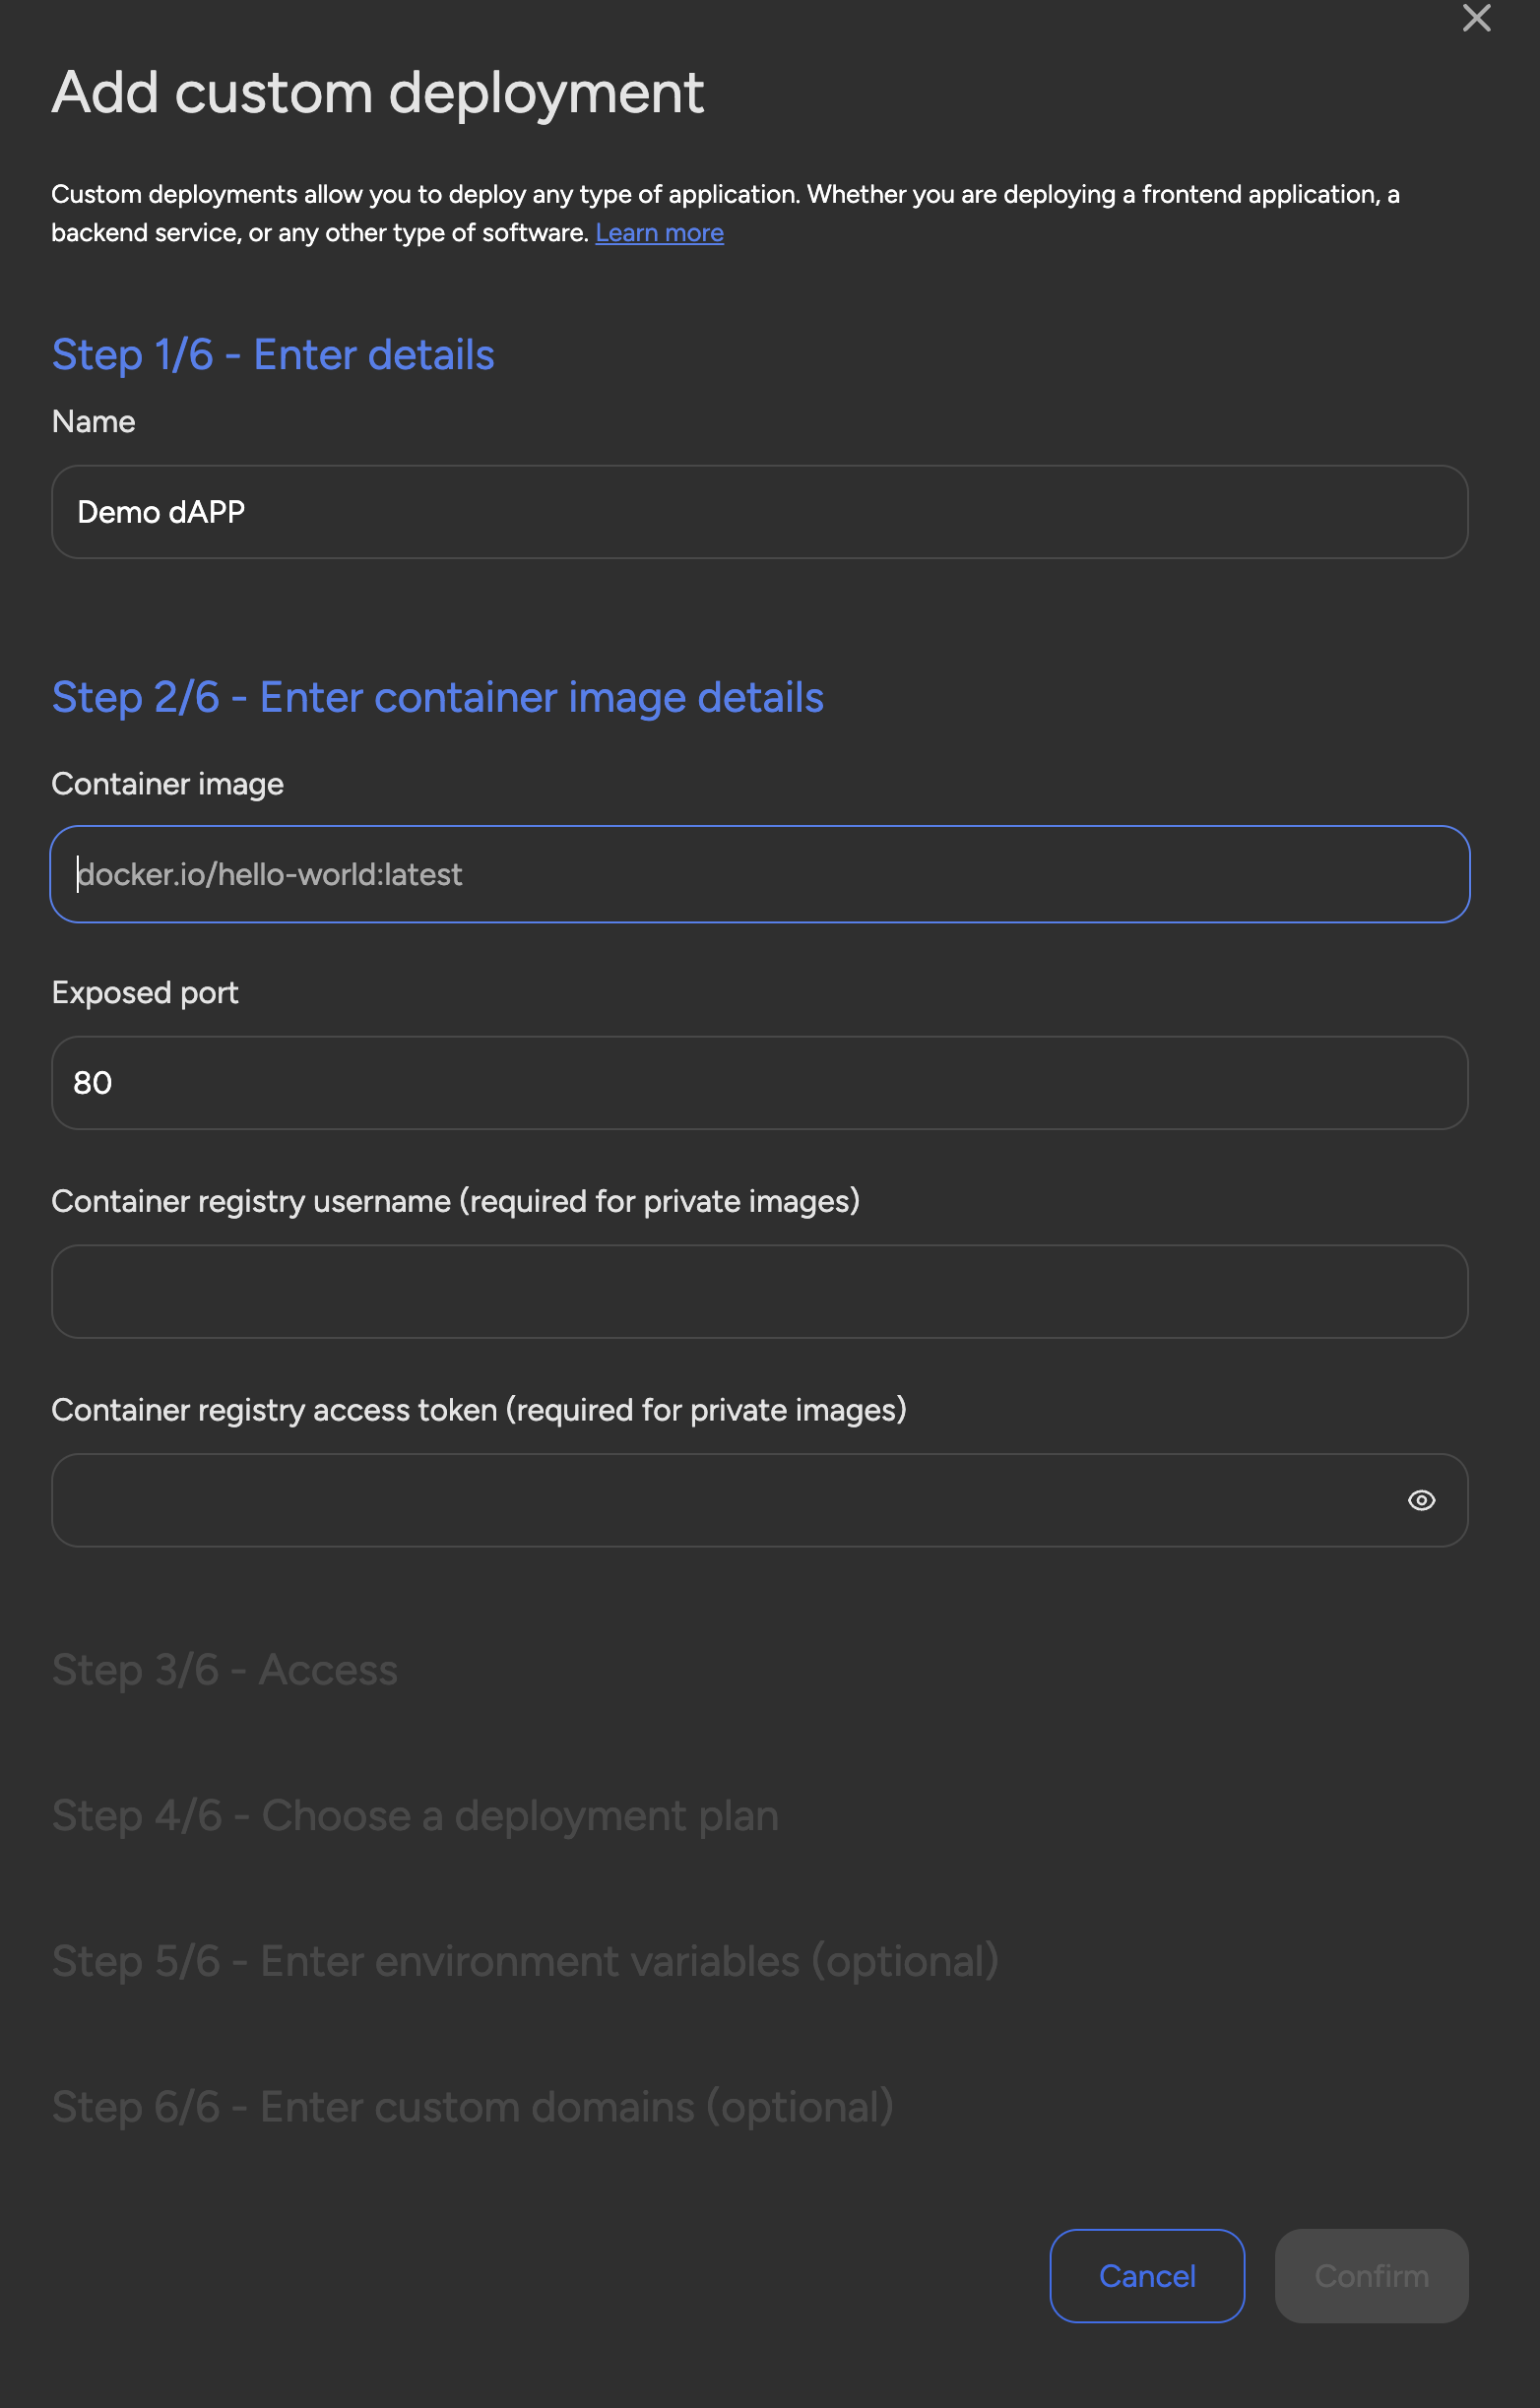 Add custom deployment
Custom deployments allow you to deploy any type of application. Whether you are deploying a frontend application, a
backend service, or any other type of software. Learn more
Step 1/6 - Enter details
Name
Demo dAPP
Step 2/6 - Enter container image details
Container image
docker.io/hello-world:latest
Exposed port
80
Container registry username (required for private images)
Container registry access token (required for private images)
Step 3/6 - Access
Step 4/6 - Choose a deployment plan
Step 5/6 - Enter environment variables (optional)
Step 6/6 - Enter custom domains (optional)
Cancel
Confirm